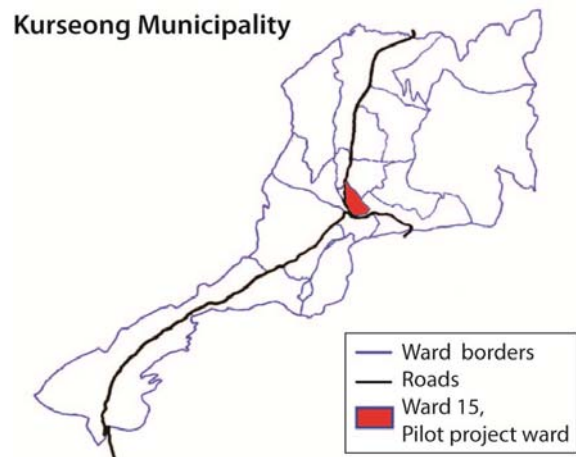 Kurseong Municipality
Ward borders
Roads
Ward 15,
Pilot project ward